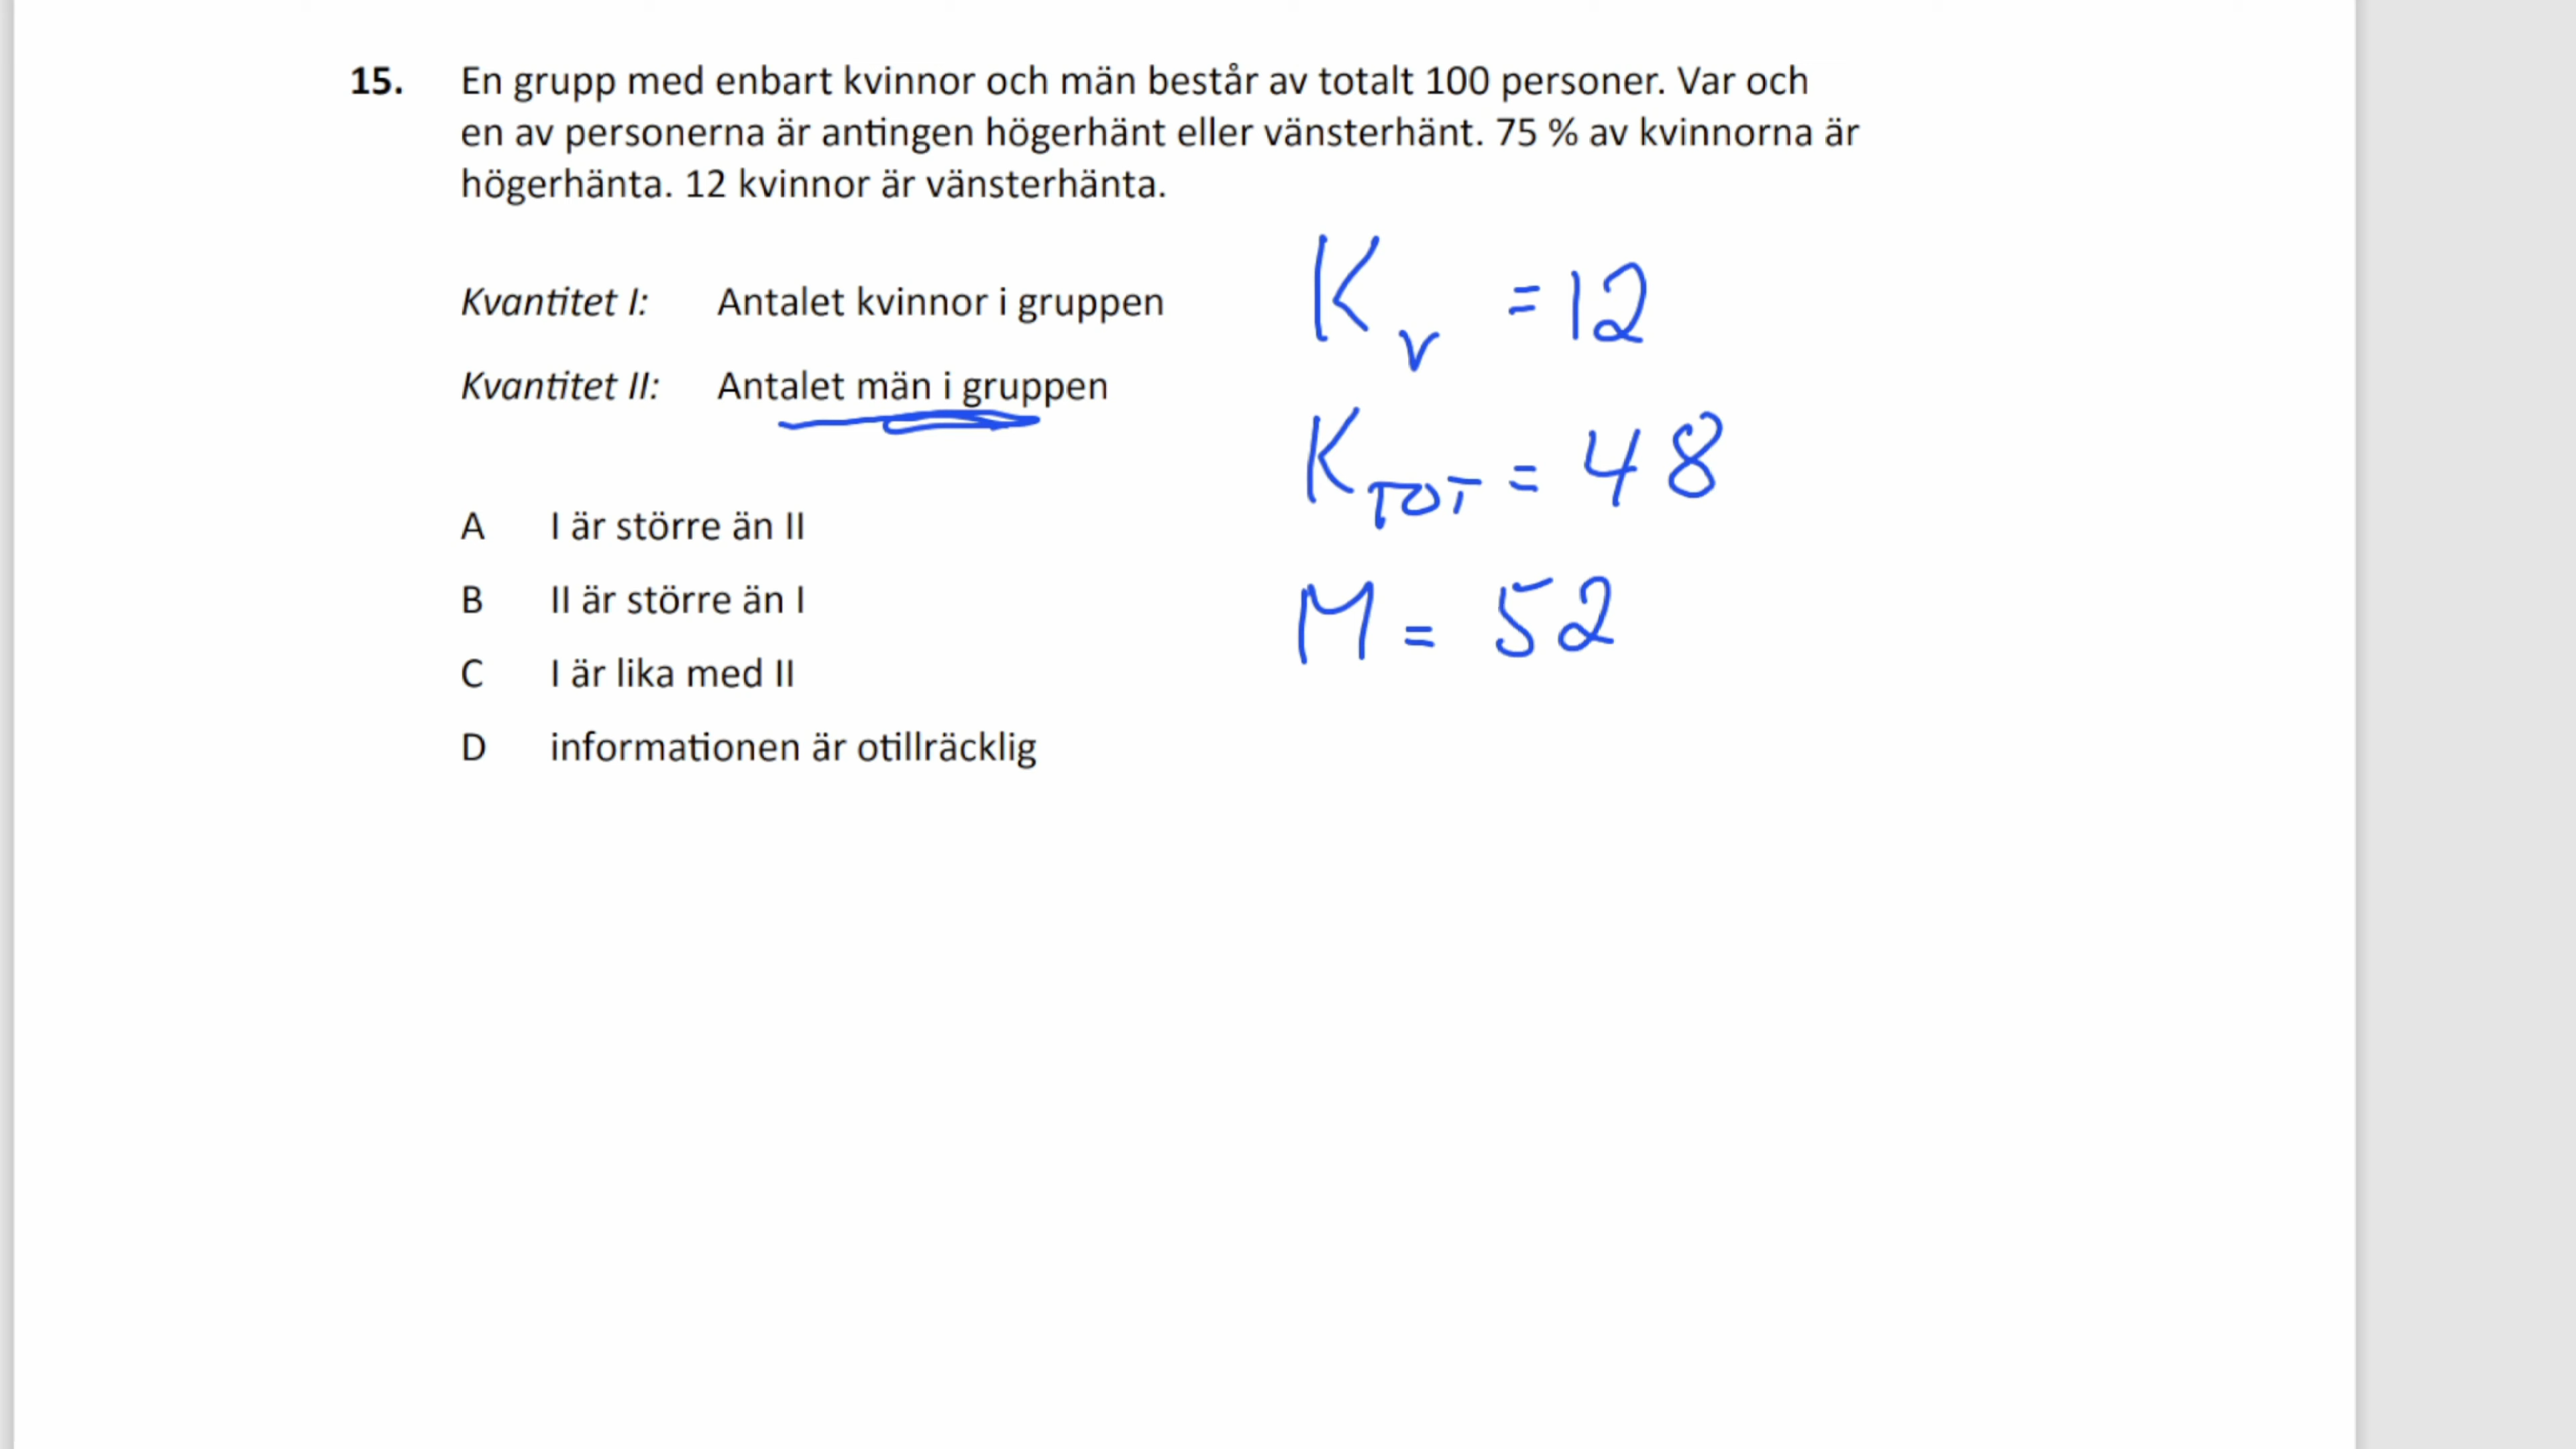 15. En grupp med enbart kvinnor och män består av totalt 100 personer. Var och
en av personerna är antingen högerhänt eller vänsterhänt. 75 % av kvinnorna är
högerhänta. 12 kvinnor är vänsterhänta.
Kvantitet I: Antalet kvinnor i gruppen
Kvantitet II: Antalet män i gruppen
A I är större än II
B II är större än I
C I är lika med II
D informationen är otillräcklig
Kv = 12
KTOT = 48
M = 52